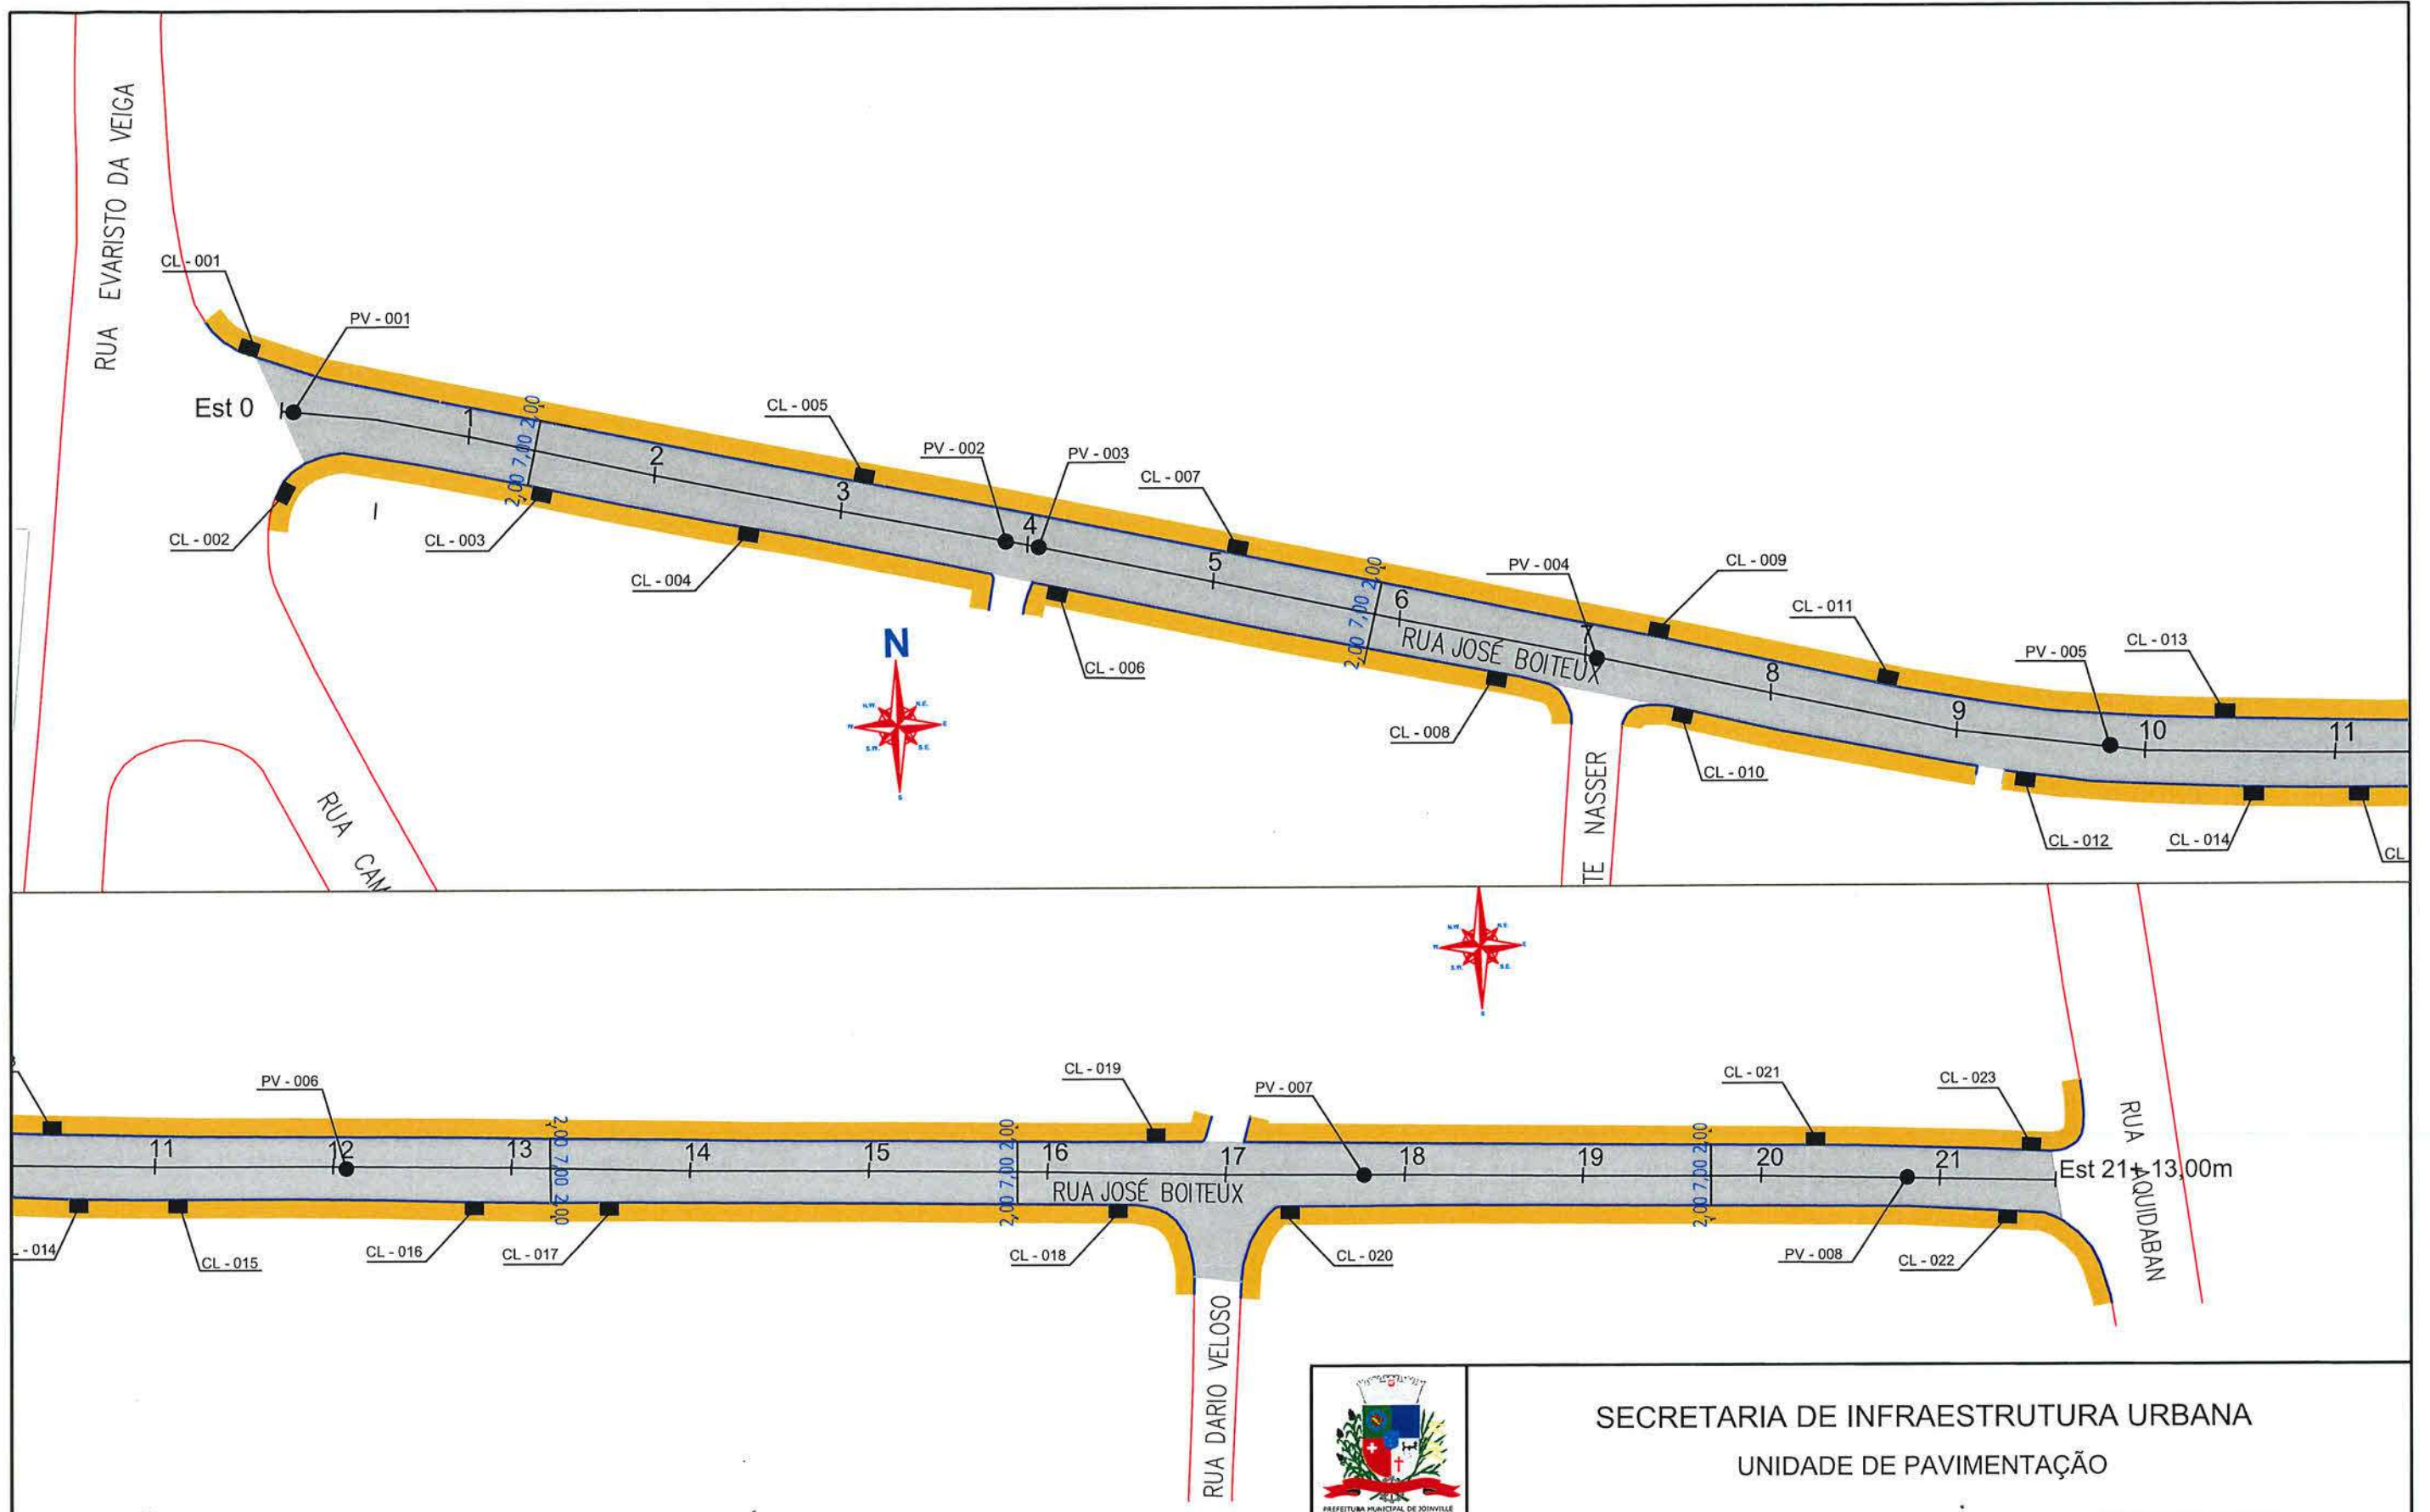 RUA EVARISTO DA VEIGA
CL - 001
PV - 001
Est 0
1
2,00 7,00 2,00
CL - 002
CL - 003
2
CL - 004
CL - 005
3
PV - 002
4
PV - 003
CL - 007
5
CL - 006
2,00 7,00 2,00
6
RUA JOSÉ BOITEUX
PV - 004
7
CL - 009
CL - 008
CL - 010
CL - 011
8
9
PV - 005
CL - 013
10
11
CL - 012
CL - 014
CL
TE NASSER
RUA CAM
N
N.W. N.E.
W E
S.W. S.E.
S
N.W. N.E.
W E
S.W. S.E.
S
11
PV - 006
12
13
2,00 7,00 2,00
14
15
2,00 7,00 2,00
16
CL - 019
17
PV - 007
18
19
2,00 7,00 2,00
CL - 021
20
CL - 023
21
Est 21+ 13,00m
RUA AQUIDABAN
RUA JOSÉ BOITEUX
- 014
CL - 015
CL - 016
CL - 017
CL - 018
CL - 020
PV - 008
CL - 022
RUA DARIO VELOSO
SECRETARIA DE INFRAESTRUTURA URBANA
UNIDADE DE PAVIMENTAÇÃO
PREFEITURA MUNICIPAL DE JOINVILLE